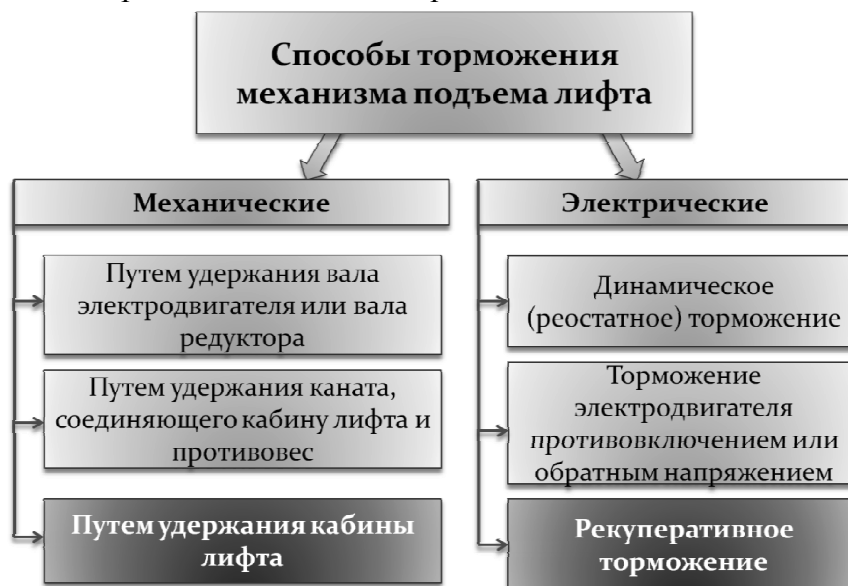 Способы торможения
механизма подъема лифта
Механические
Путем удержания вала
электродвигателя или вала
редуктора
Путем удержания каната,
соединяющего кабину лифта и
противовес
Путем удержания кабины
лифта
Электрические
Динамическое
(реостатное) торможение
Торможение
электродвигателя
противовключением или
обратным напряжением
Рекуперативное
торможение